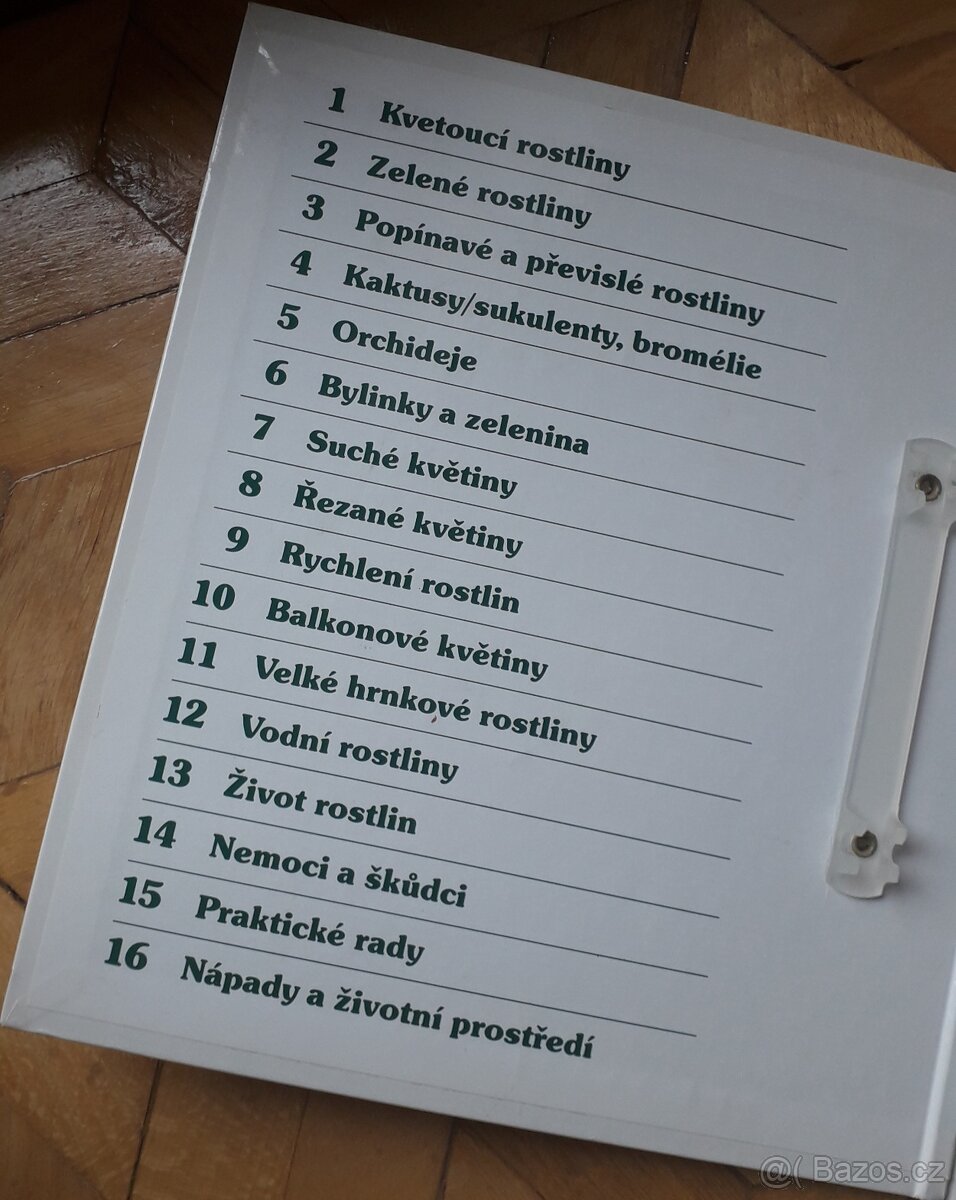 1 Kvetoucí rostliny
2 Zelené rostliny
3 Popínavé a převislé rostliny
4 Kaktusy/sukulenty, bromélie
5 Orchideje
6 Bylinky a zelenina
7 Suché květiny
8 Řezané květiny
9 Rychlení rostlin
10 Balkonové květiny
11 Velké hrnkové rostliny
12 Vodní rostliny
13 Život rostlin
14 Nemoci a škůdci
15 Praktické rady
16 Nápady a životní prostředí
@( Bazos.cz